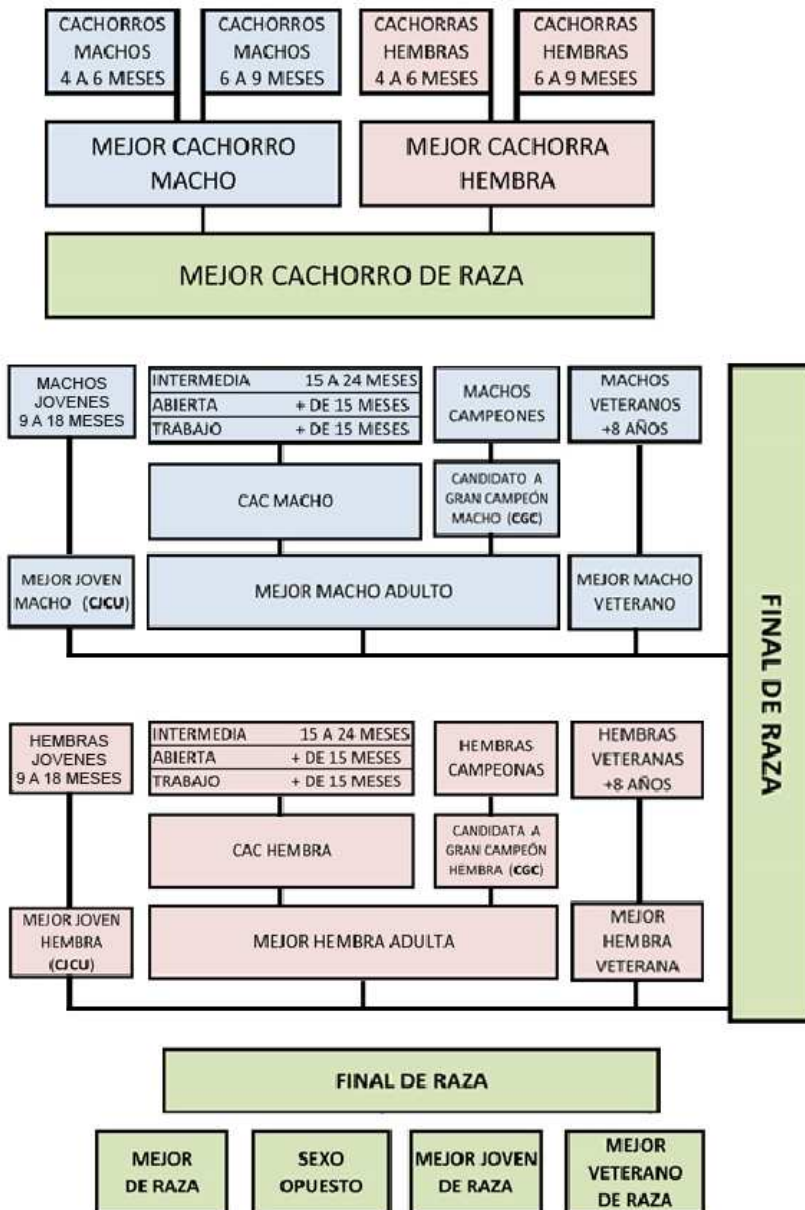 CACHORROS
MACHOS
4 A 6 MESES
CACHORROS
MACHOS
6 A 9 MESES
CACHORRAS
HEMBRAS
4 A 6 MESES
CACHORRAS
HEMBRAS
6 A 9 MESES
MEJOR CACHORRO
MACHO
MEJOR CACHORRA
HEMBRA
MEJOR CACHORRO DE RAZA
MACHOS
JOVENES
9 A 18 MESES
INTERMEDIA 15 A 24 MESES
ABIERTA + DE 15 MESES
TRABAJO + DE 15 MESES
MACHOS
CAMPEONES
MACHOS
VETERANOS
+8 AÑOS
CAC MACHO
CANDIDATO A
GRAN CAMPEÓN
MACHO (CGC)
MEJOR JOVEN
MACHO (CJCU)
MEJOR MACHO ADULTO
MEJOR MACHO
VETERANO
FINAL DE RAZA
HEMBRAS
JOVENES
9 A 18 MESES
INTERMEDIA 15 A 24 MESES
ABIERTA + DE 15 MESES
TRABAJO + DE 15 MESES
HEMBRAS
CAMPEONAS
HEMBRAS
VETERANAS
+8 AÑOS
CAC HEMBRA
CANDIDATA A
GRAN CAMPEÓN
HEMBRA (CGC)
MEJOR JOVEN
HEMBRA
(CJCU)
MEJOR HEMBRA ADULTA
MEJOR
HEMBRA
VETERANA
FINAL DE RAZA
MEJOR
DE RAZA
SEXO
OPUESTO
MEJOR JOVEN
DE RAZA
MEJOR
VETERANO
DE RAZA